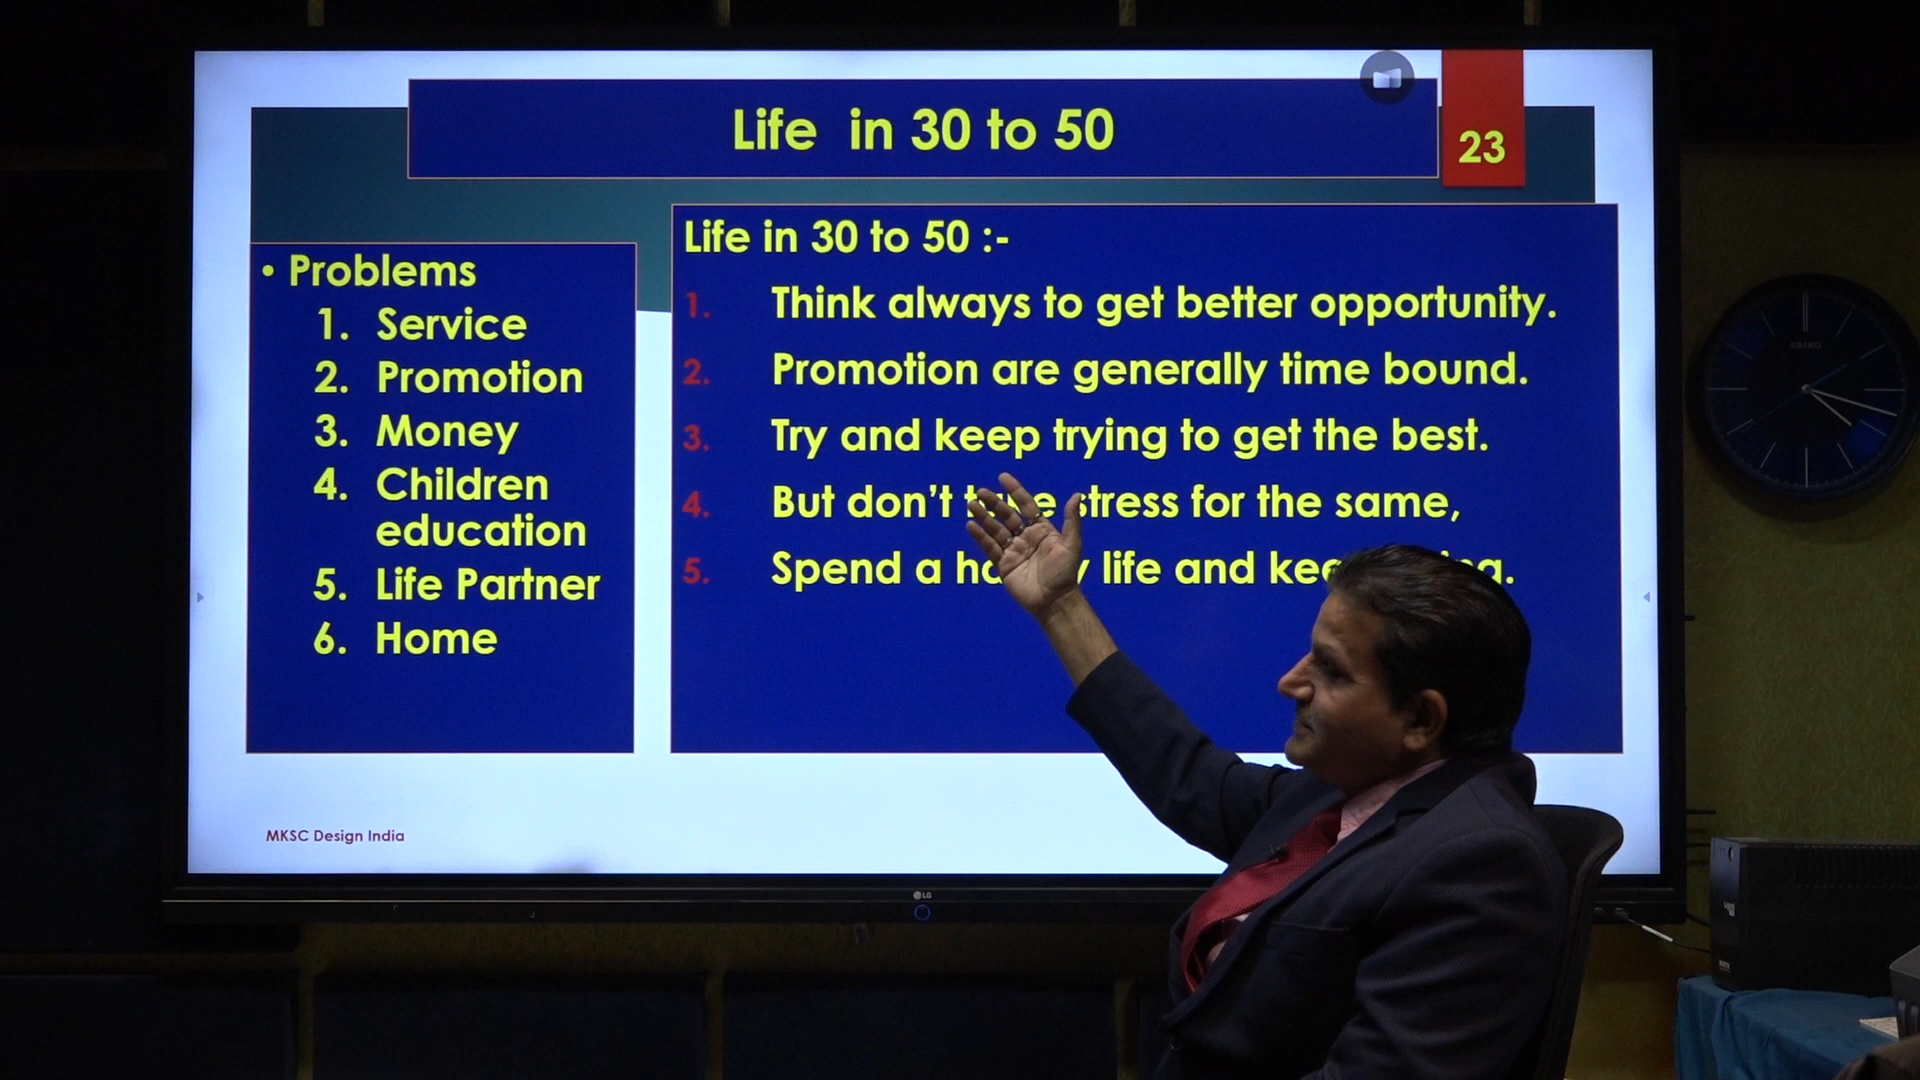 Life in 30 to 50
23
• Problems
1. Service
2. Promotion
3. Money
4. Children
education
5. Life Partner
6. Home
Life in 30 to 50 :-
1. Think always to get better opportunity.
2. Promotion are generally time bound.
3. Try and keep trying to get the best.
4. But don't take stress for the same,
5. Spend a happy life and keep
MKSC Design India
LG
SEIKO